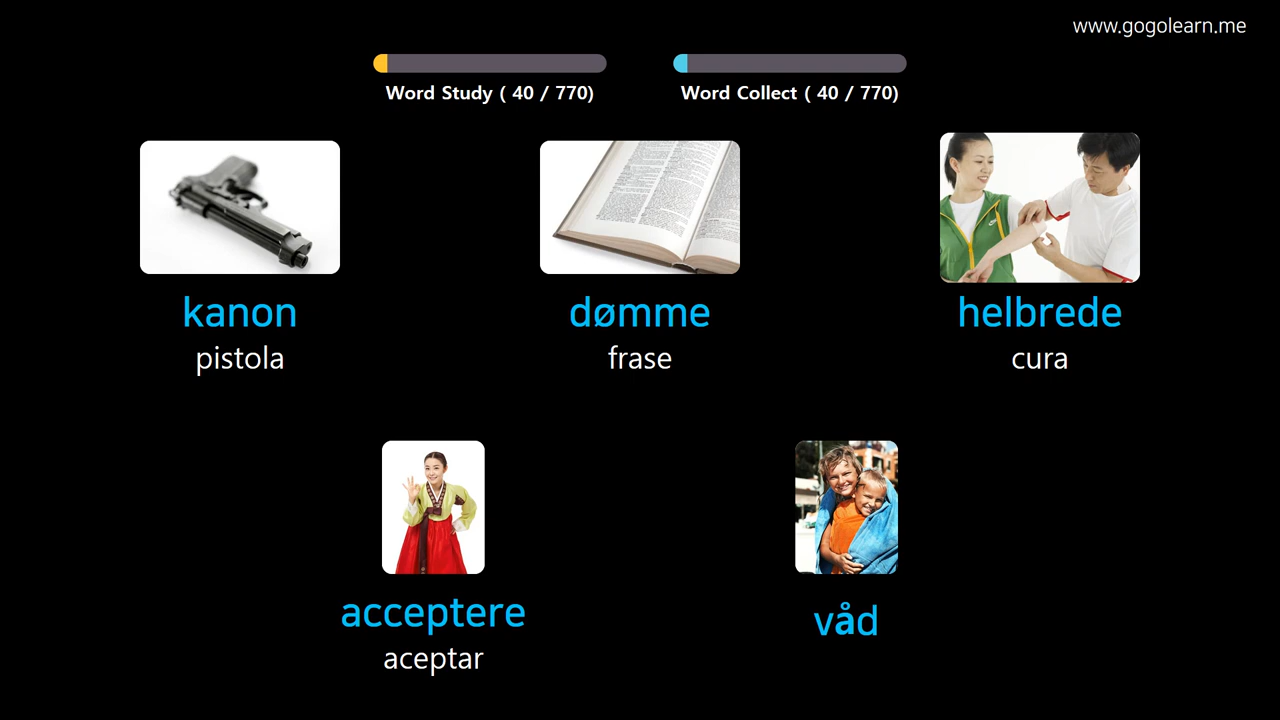 www.gogolearn.me
Word Study ( 40 / 770)
Word Collect ( 40 / 770)
kanon
pistola
dømme
frase
helbrede
cura
acceptere
aceptar
våd